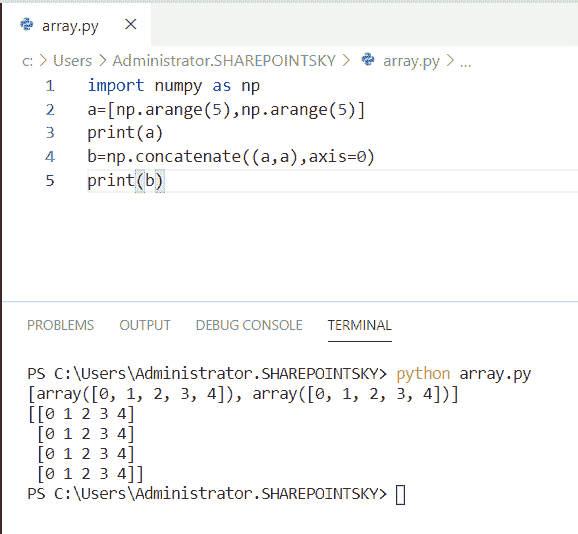 array.py ×
c: > Users > Administrator.SHAREPOINTSKY > array.py > ...
1 import numpy as np
2 a=[np.arange(5),np.arange(5)]
3 print(a)
4 b=np.concatenate((a,a),axis=0)
5 print(b)
PROBLEMS OUTPUT DEBUG CONSOLE TERMINAL
PS C:\Users\Administrator.SHAREPOINTSKY> python array.py
[array([0, 1, 2, 3, 4]), array([0, 1, 2, 3, 4])]
[[0 1 2 3 4]
 [0 1 2 3 4]
 [0 1 2 3 4]
 [0 1 2 3 4]]
PS C:\Users\Administrator.SHAREPOINTSKY>